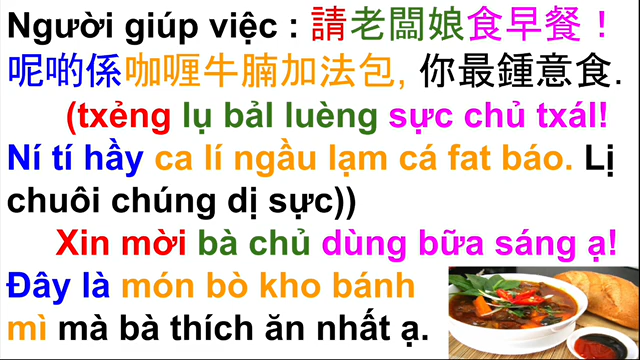 Người giúp việc : 請老闆娘食早餐！
呢啲係咖喱牛腩加法包, 你最鍾意食.
(txẻng lụ bảl luèng sực chủ txál!
Ní tí hầy ca lí ngầu lạm cá fat báo. Lị
chuôi chúng dị sực))
Xin mời bà chủ dùng bữa sáng ạ!
Đây là món bò kho bánh
mì mà bà thích ăn nhất ạ.